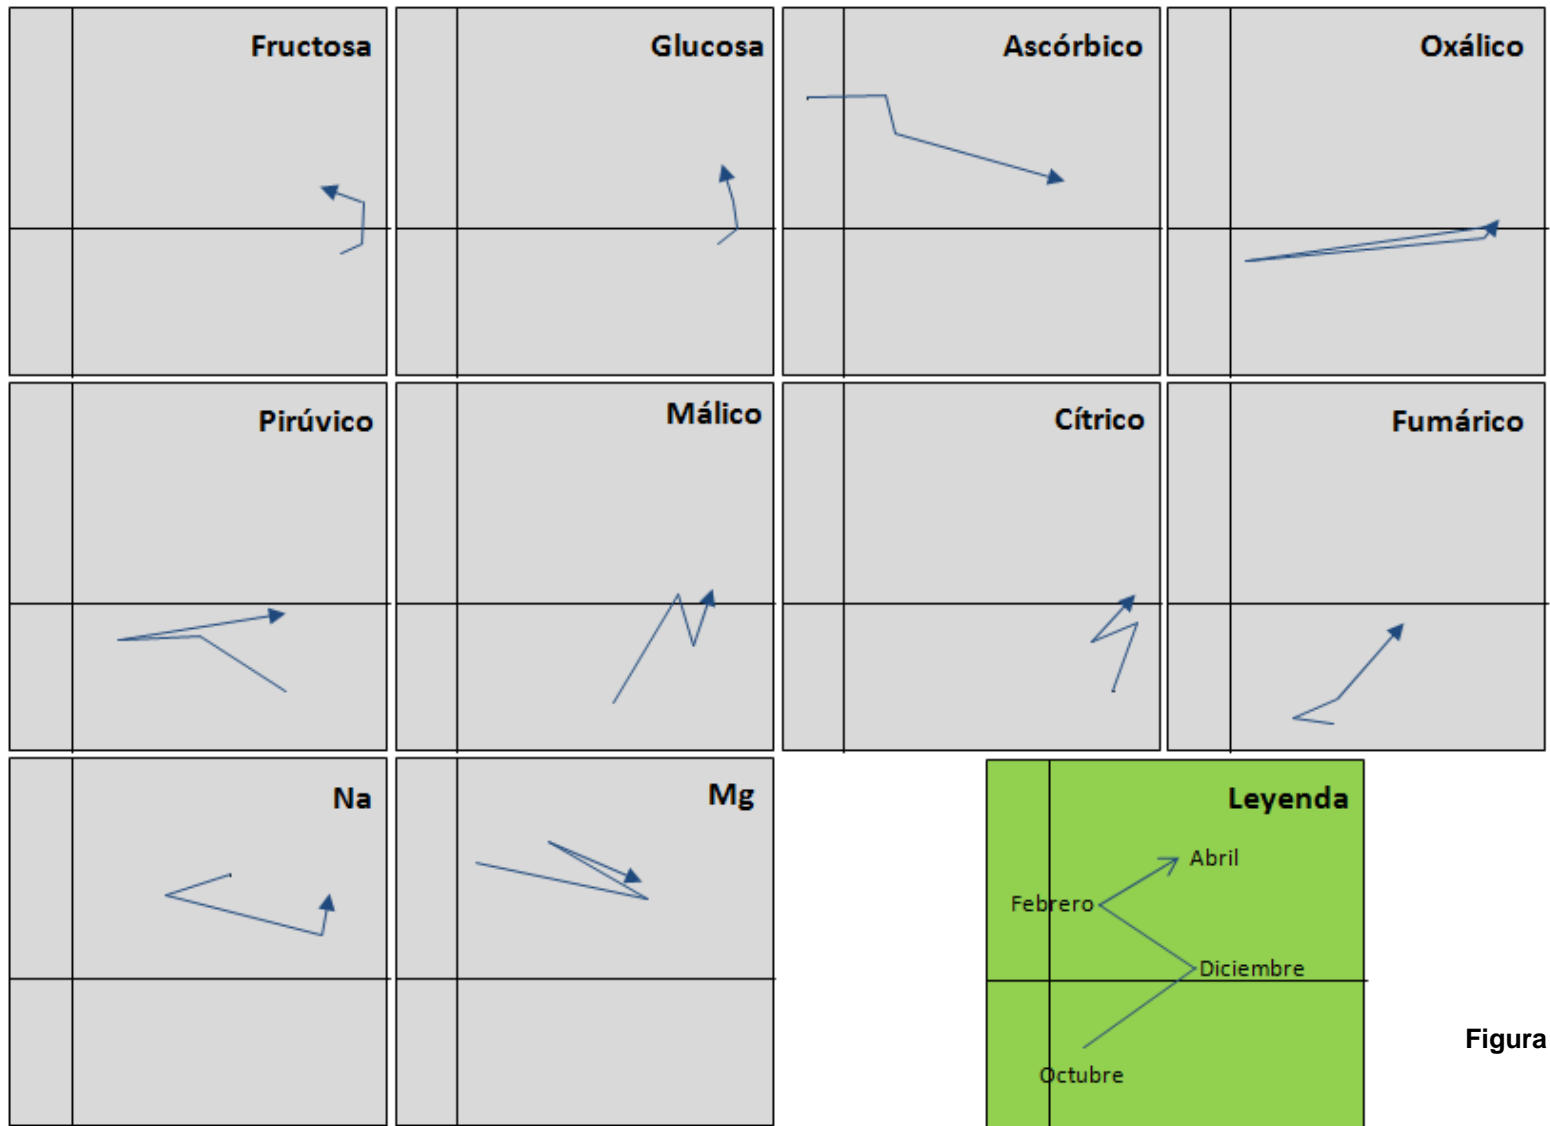 Fructosa
Glucosa
Ascórbico
Oxálico
Pirúvico
Málico
Cítrico
Fumárico
Na
Mg
Leyenda
Abril
Febrero
Diciembre
Octubre
Figura